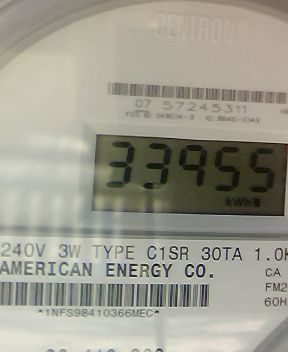 CENTRON
07 57245311
33955
kWh
240V 3W TYPE C1SR 30TA 1.0K
AMERICAN ENERGY CO.
CA
FM2
60H
*1NFS98410366MEC*